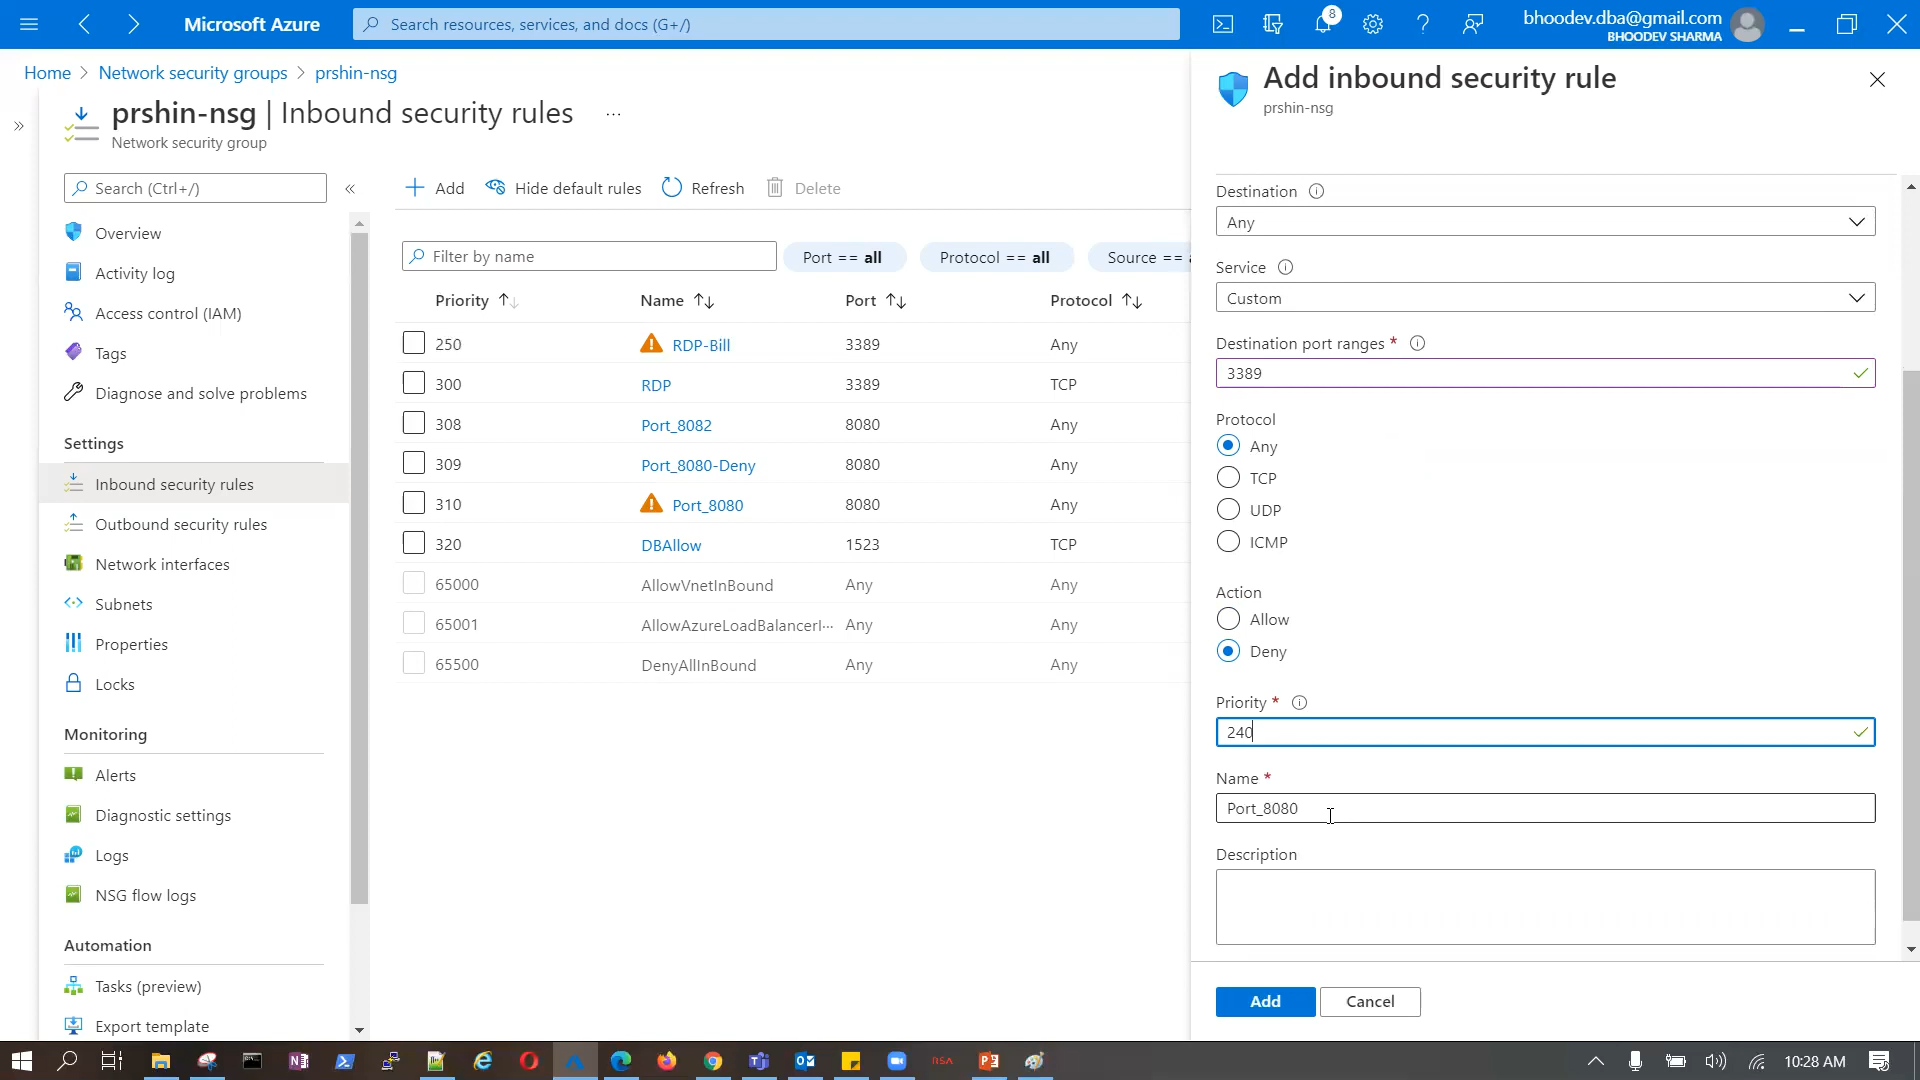 Microsoft Azure
Search resources, services, and docs (G+/)
8
bhoodev.dba@gmail.com
BHOODEV SHARMA
Home > Network security groups > prshin-nsg
prshin-nsg | Inbound security rules ...
Network security group
Search (Ctrl+/)
Overview
Activity log
Access control (IAM)
Tags
Diagnose and solve problems
Settings
Inbound security rules
Outbound security rules
Network interfaces
Subnets
Properties
Locks
Monitoring
Alerts
Diagnostic settings
Logs
NSG flow logs
Automation
Tasks (preview)
Export template
Add Hide default rules Refresh Delete
Filter by name Port == all Protocol == all Source ==
Priority Name Port Protocol
250 RDP-Bill 3389 Any
300 RDP 3389 TCP
308 Port_8082 8080 Any
309 Port_8080-Deny 8080 Any
310 Port_8080 8080 Any
320 DBAllow 1523 TCP
65000 AllowVnetInBound Any Any
65001 AllowAzureLoadBalancerI... Any Any
65500 DenyAllInBound Any Any
Add inbound security rule
prshin-nsg
Destination
Any
Service
Custom
Destination port ranges *
3389
Protocol
Any
TCP
UDP
ICMP
Action
Allow
Deny
Priority *
240
Name *
Port_8080
Description
Add Cancel
RSA
10:28 AM